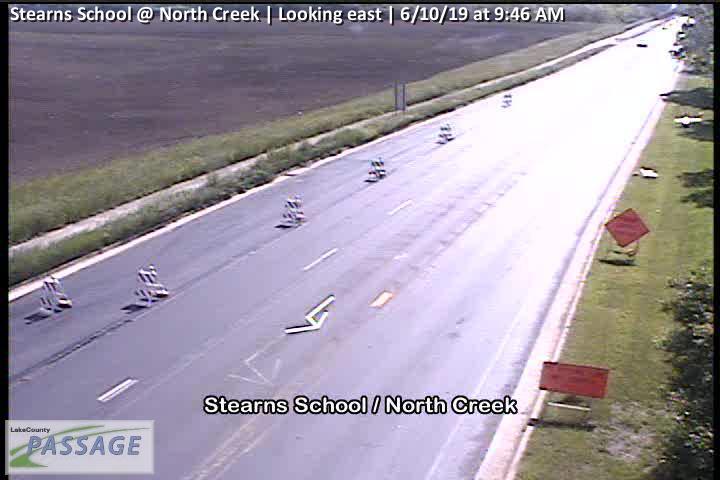 Stearns School @ North Creek | Looking east | 6/10/19 at 9:46 AM
Stearns School / North Creek
LakeCounty
PASSAGE